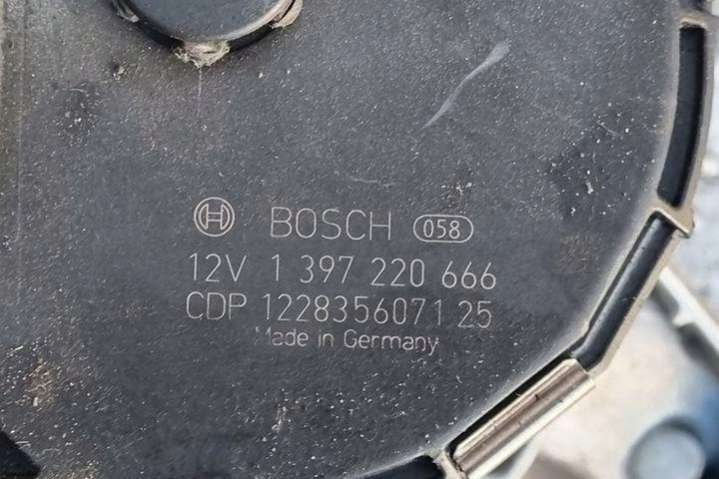 BOSCH 058
12V 1 397 220 666
CDP 1228356071 25
Made in Germany